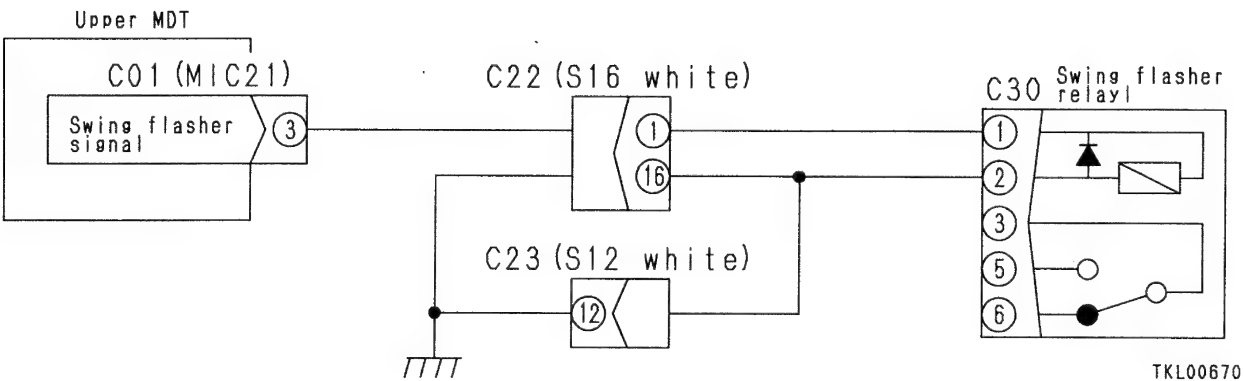 Upper MDT
C01 (MIC21)
Swing flasher
signal
3
C22 (S16 white)
1
16
C23 (S12 white)
12
C30
Swing flasher
relay1
1
2
3
5
6
TKL00670